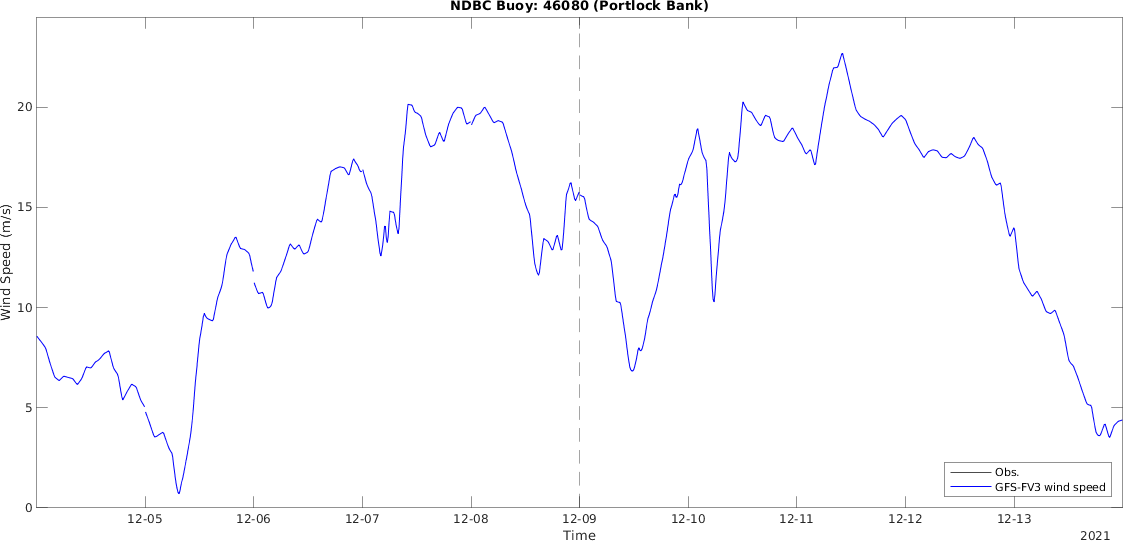 NDBC Buoy: 46080 (Portlock Bank)
Wind Speed (m/s)
20
15
10
5
0
12-05 12-06 12-07 12-08 12-09 12-10 12-11 12-12 12-13
Time
2021
Obs.
GFS-FV3 wind speed